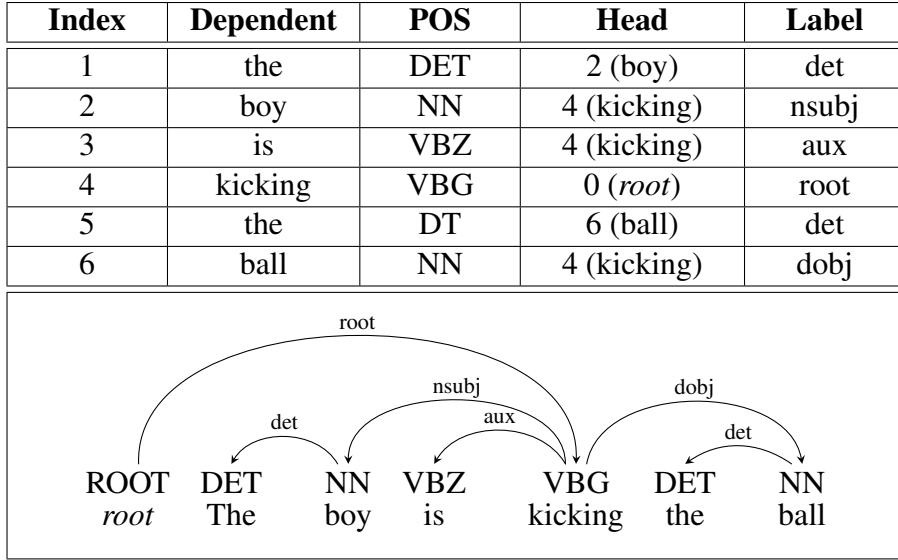 Index Dependent POS Head Label
1 the DET 2 (boy) det
2 boy NN 4 (kicking) nsubj
3 is VBZ 4 (kicking) aux
4 kicking VBG 0 (root) root
5 the DT 6 (ball) det
6 ball NN 4 (kicking) dobj
root
nsubj dobj
det aux det
ROOT DET NN VBZ VBG DET NN
root The boy is kicking the ball